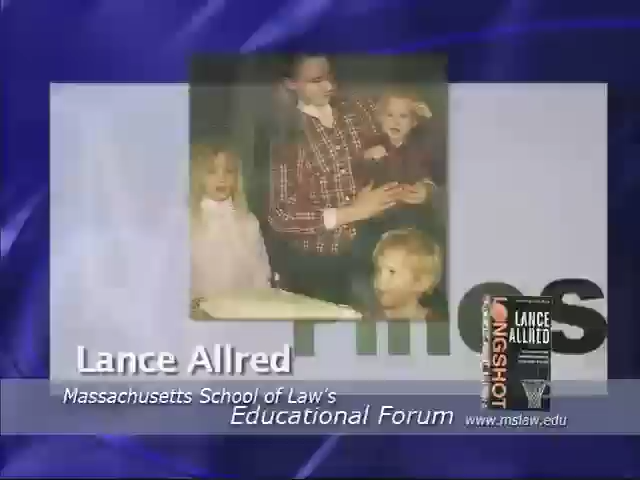 Lance Allred
Massachusetts School of Law's
Educational Forum
www.mslaw.edu
LONGSHOT
LANCE
ALLRED